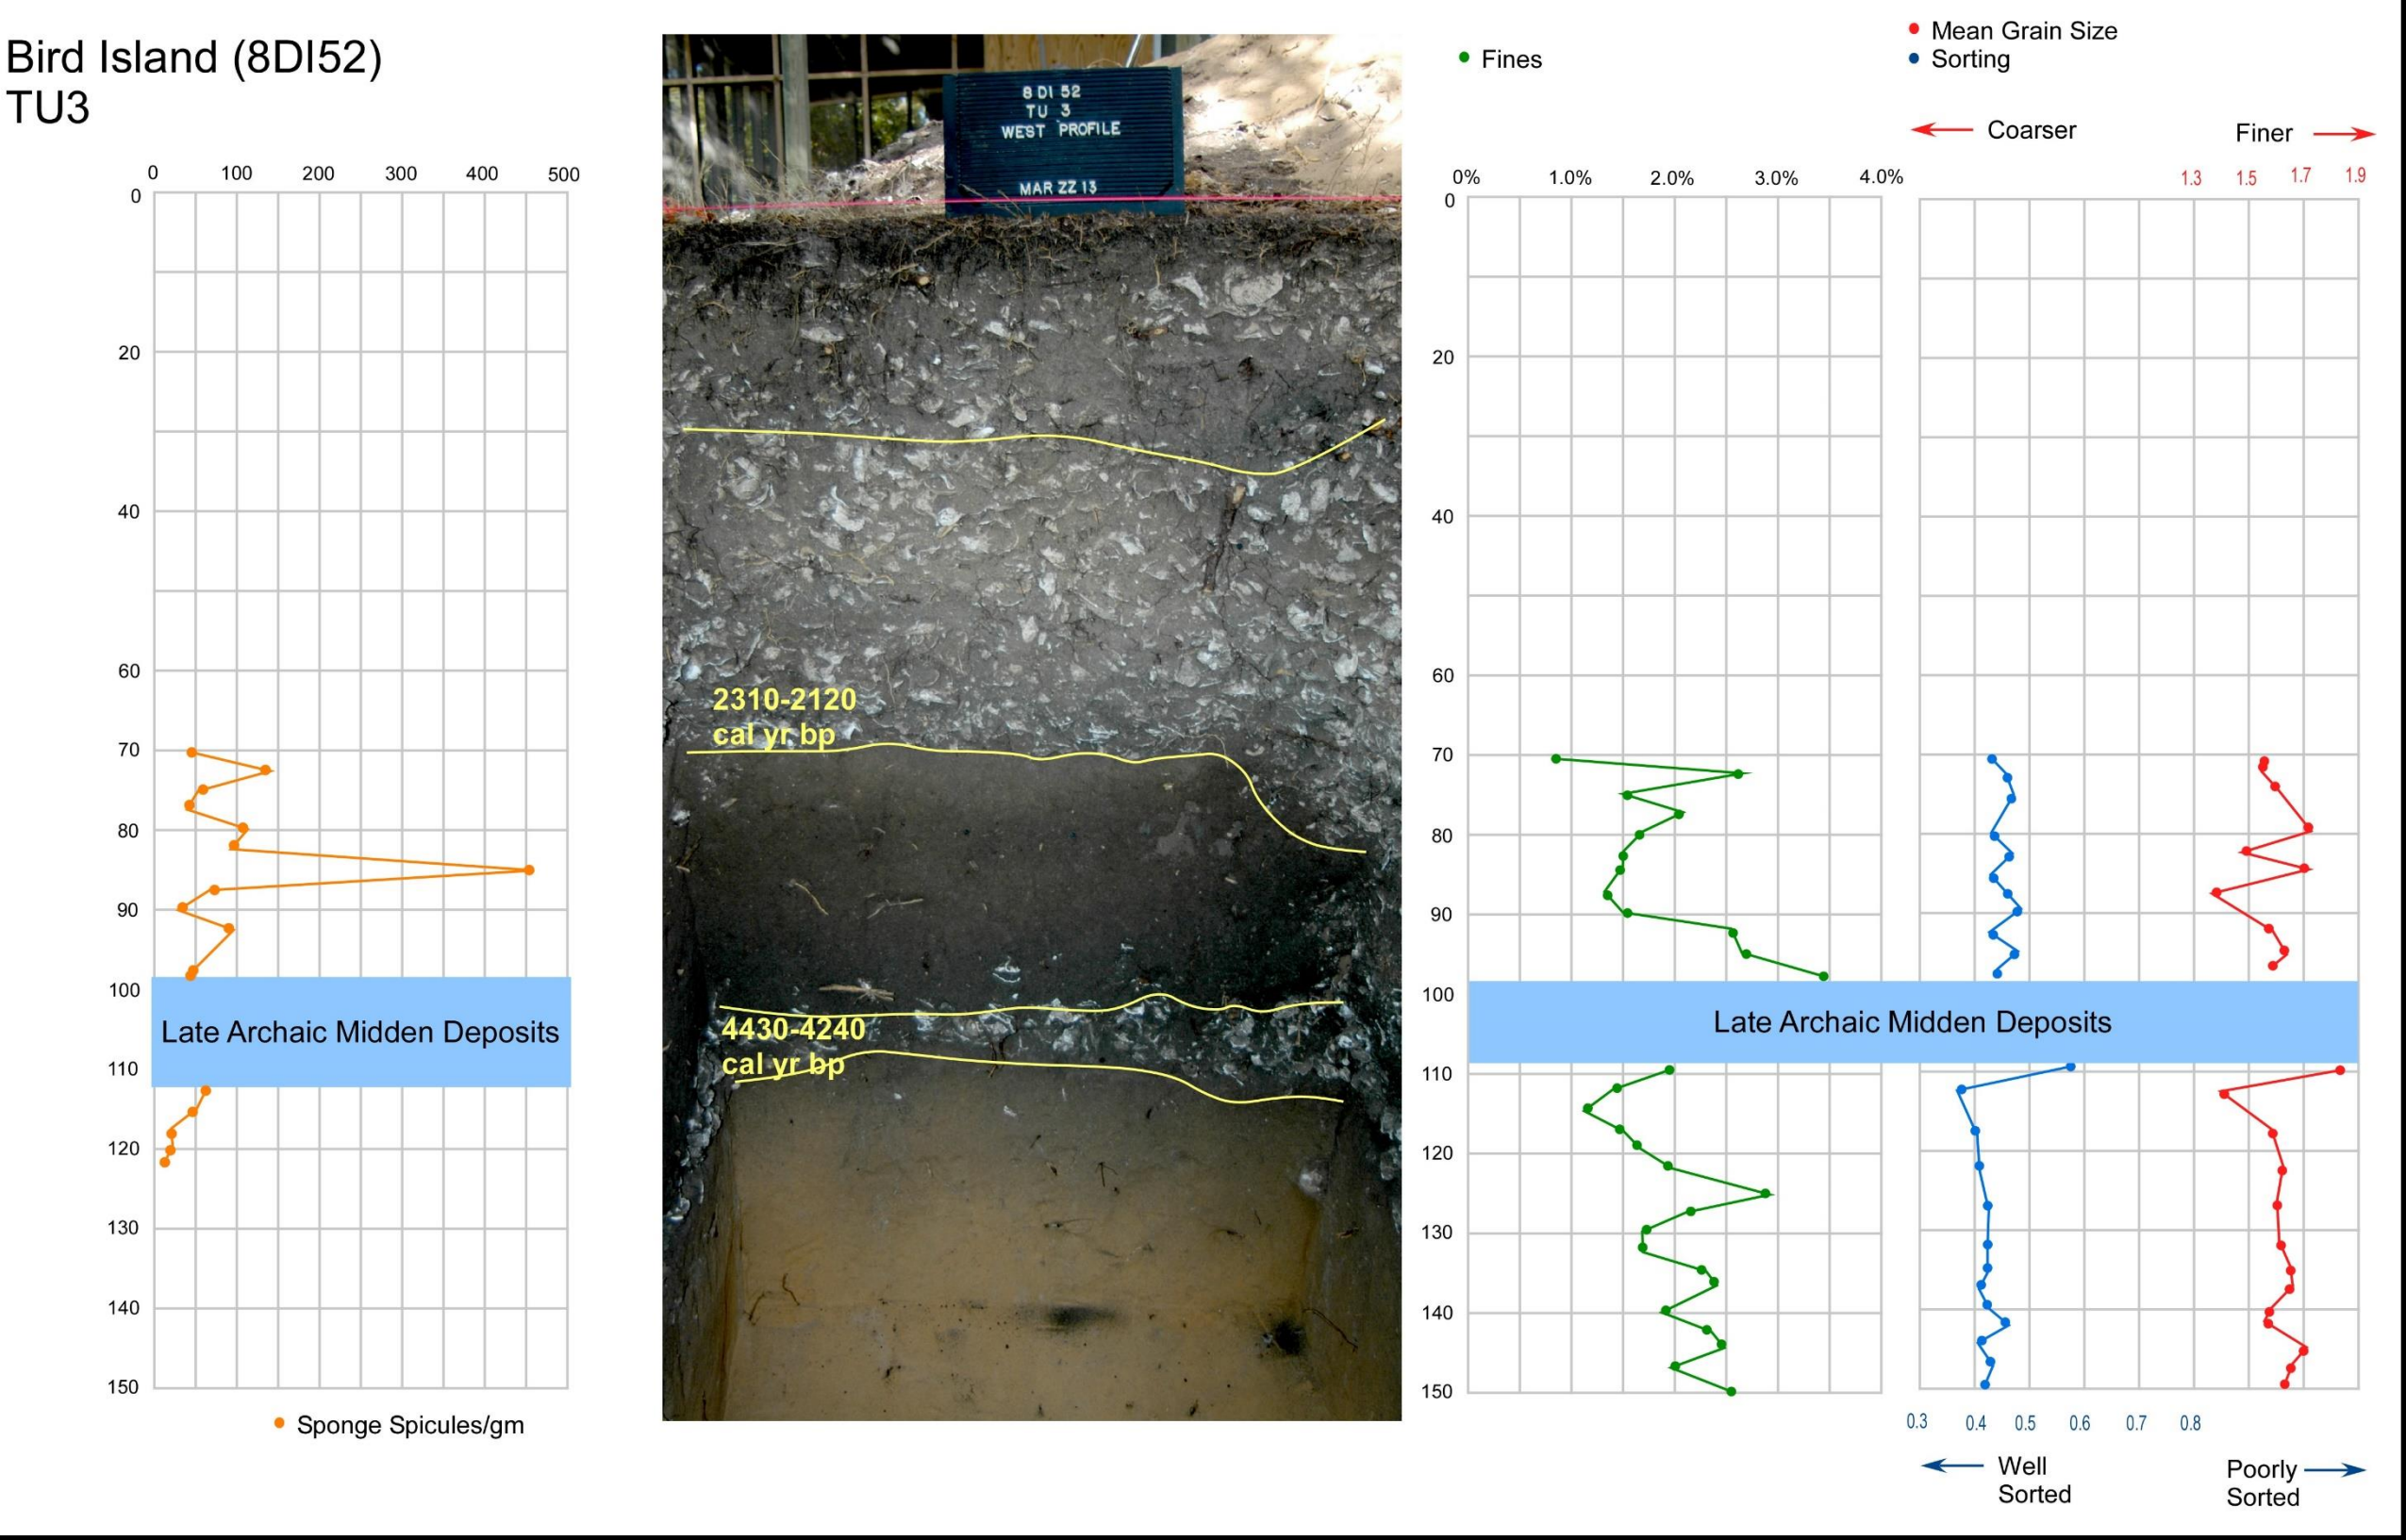 Bird Island (8DI52)
TU3
0 100 200 300 400 500
0
20
40
60
70
80
90
100
110
120
130
140
150
Late Archaic Midden Deposits
Sponge Spicules/gm
8 DI 52
TU 3
WEST PROFILE
MAR 22 13
2310-2120
cal yr bp
4430-4240
cal yr bp
Fines
0% 1.0% 2.0% 3.0% 4.0%
0
20
40
60
70
80
90
100
110
120
130
140
150
Late Archaic Midden Deposits
Mean Grain Size
Sorting
Coarser Finer
1.3 1.5 1.7 1.9
0.3 0.4 0.5 0.6 0.7 0.8
Well
Sorted
Poorly
Sorted